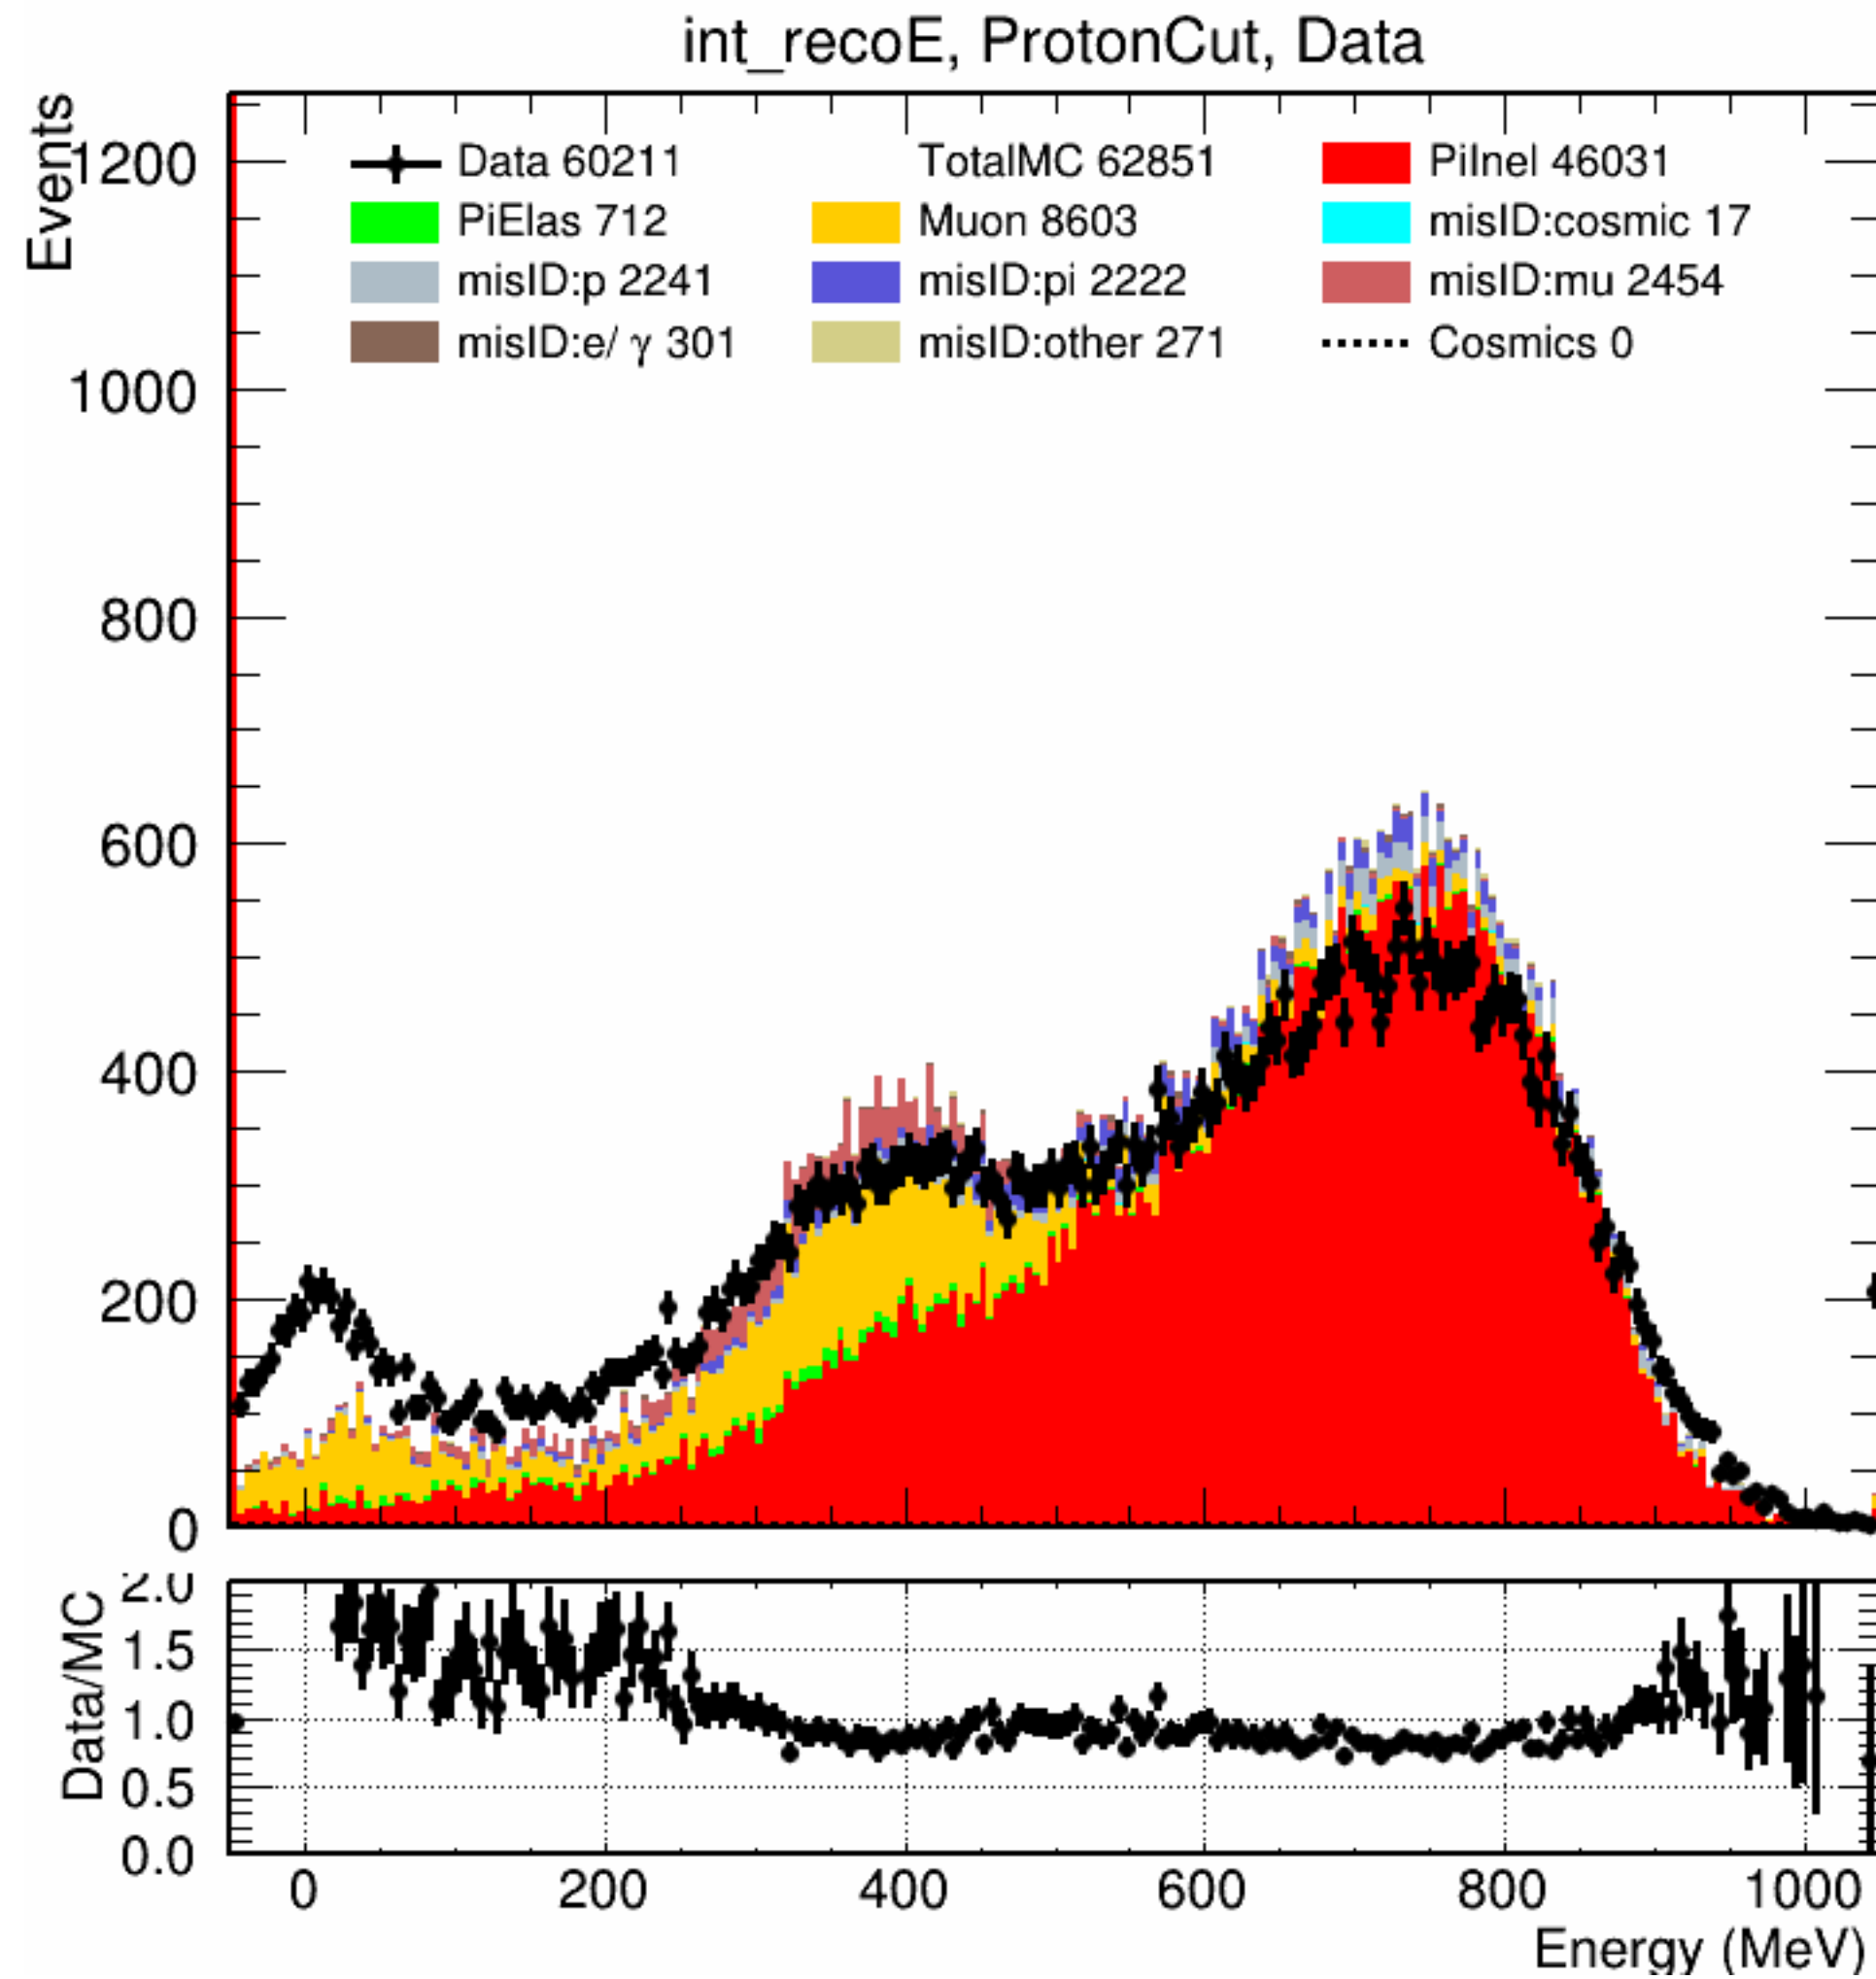 int_recoE, ProtonCut, Data
Events
1200
1000
800
600
400
200
0
Data 60211
TotalMC 62851
PiInel 46031
PiElas 712
Muon 8603
misID:cosmic 17
misID:p 2241
misID:pi 2222
misID:mu 2454
misID:e/ γ 301
misID:other 271
Cosmics 0
Data/MC
2.0
1.5
1.0
0.5
0.0
0
200
400
600
800
1000
Energy (MeV)